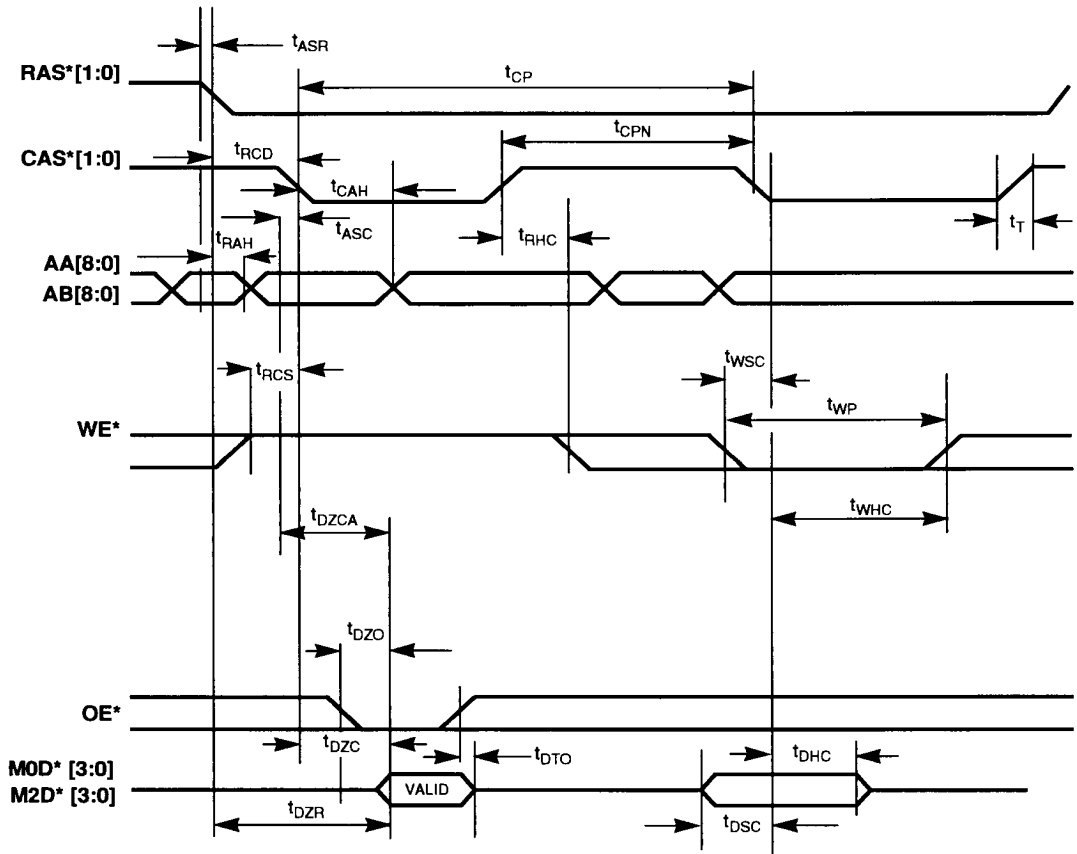 tASR
RAS*[1:0]
tCP
tCPN
CAS*[1:0]
tRCD
tCAH
tASC
tRAH
tRHC
tT
AA[8:0]
AB[8:0]
tRCS
tWSC
tWP
WE*
tDZCA
tWHC
tDZO
OE*
tDZC
tDTO
tDHC
M0D* [3:0]
M2D* [3:0]
VALID
tDZR
tDSC